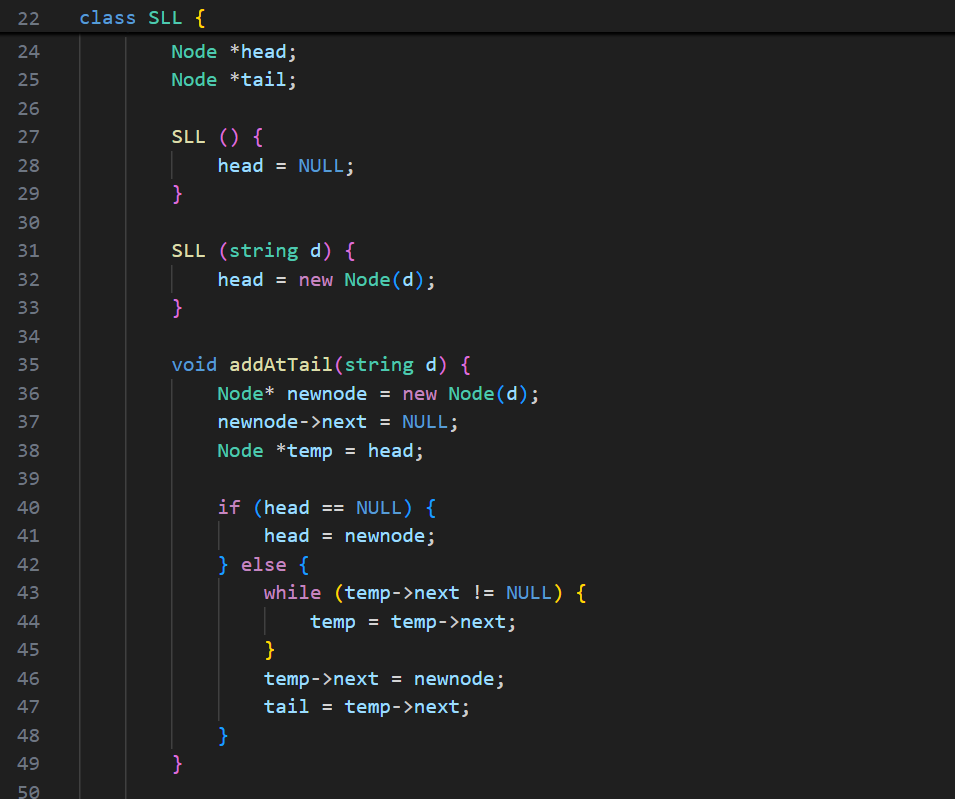 22 class SLL {
24 Node *head;
25 Node *tail;
26
27 SLL () {
28 head = NULL;
29 }
30
31 SLL (string d) {
32 head = new Node(d);
33 }
34
35 void addAtTail(string d) {
36 Node* newnode = new Node(d);
37 newnode->next = NULL;
38 Node *temp = head;
39
40 if (head == NULL) {
41 head = newnode;
42 } else {
43 while (temp->next != NULL) {
44 temp = temp->next;
45 }
46 temp->next = newnode;
47 tail = temp->next;
48 }
49 }
50